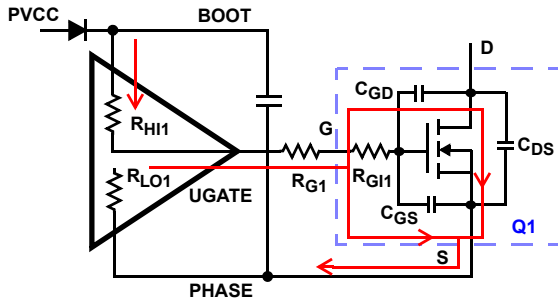 PVCC
BOOT
D
CGD
RHI1
G
CDS
RLO1
RG1
RGI1
UGATE
CGS
Q1
S
PHASE